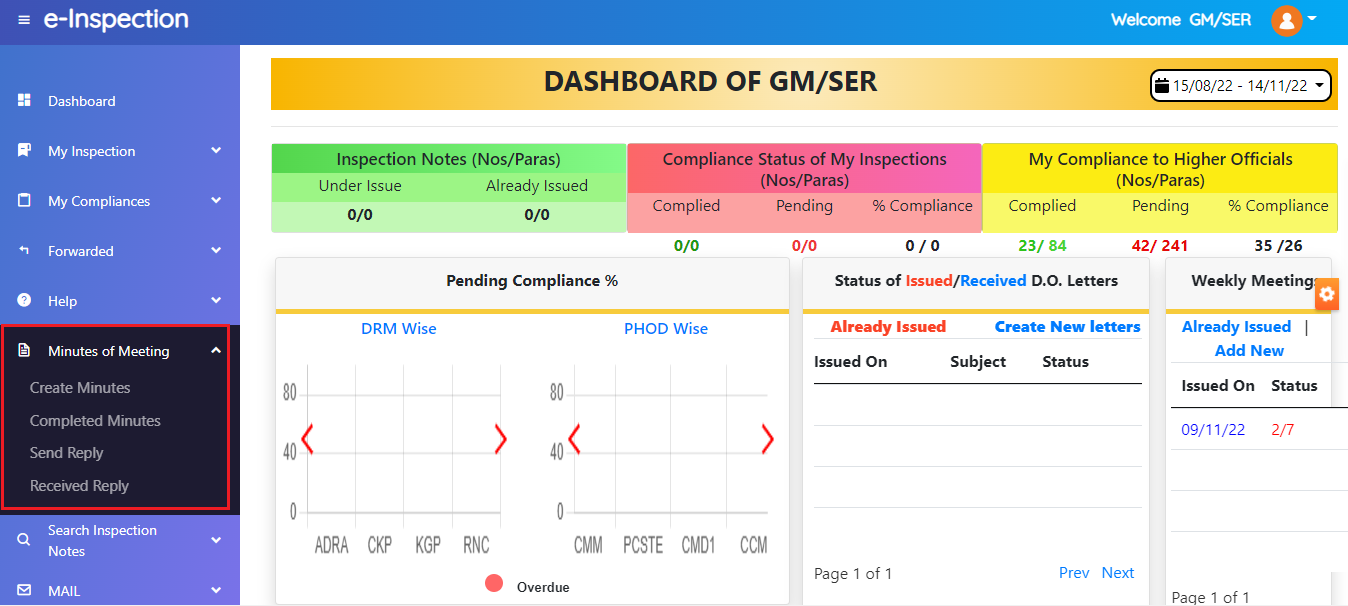 e-Inspection
Welcome GM/SER
Dashboard
My Inspection
My Compliances
Forwarded
Help
Minutes of Meeting
Create Minutes
Completed Minutes
Send Reply
Received Reply
Search Inspection
Notes
MAIL
DASHBOARD OF GM/SER
15/08/22 - 14/11/22
Inspection Notes (Nos/Paras)
Under Issue Already Issued
0/0 0/0
Compliance Status of My Inspections
(Nos/Paras)
Complied Pending % Compliance
0/0 0/0 0 / 0
My Compliance to Higher Officials
(Nos/Paras)
Complied Pending % Compliance
23/ 84 42/ 241 35 /26
Pending Compliance %
DRM Wise PHOD Wise
80 80
40 40
0 0
ADRA CKP KGP RNC CMM PCSTE CMD1 CCM
Overdue
Status of Issued/Received D.O. Letters
Already Issued Create New letters
Issued On Subject Status
Page 1 of 1 Prev Next
Weekly Meetings
Already Issued |
Add New
Issued On Status
09/11/22 2/7
Page 1 of 1